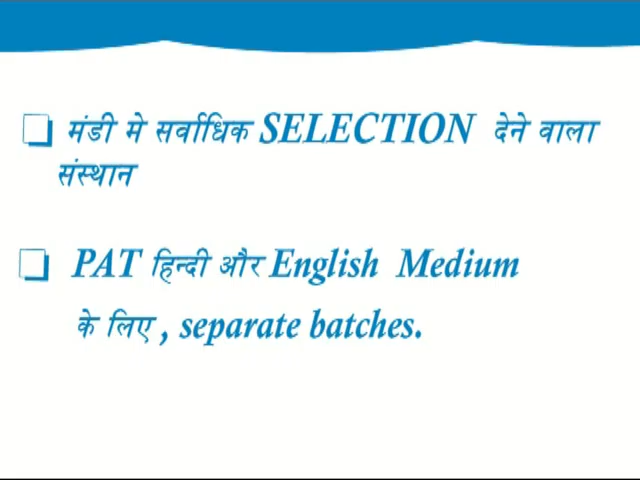 मंडी मे सर्वाधिक SELECTION देने वाला
संस्थान
PAT हिन्दी और English Medium
के लिए , separate batches.